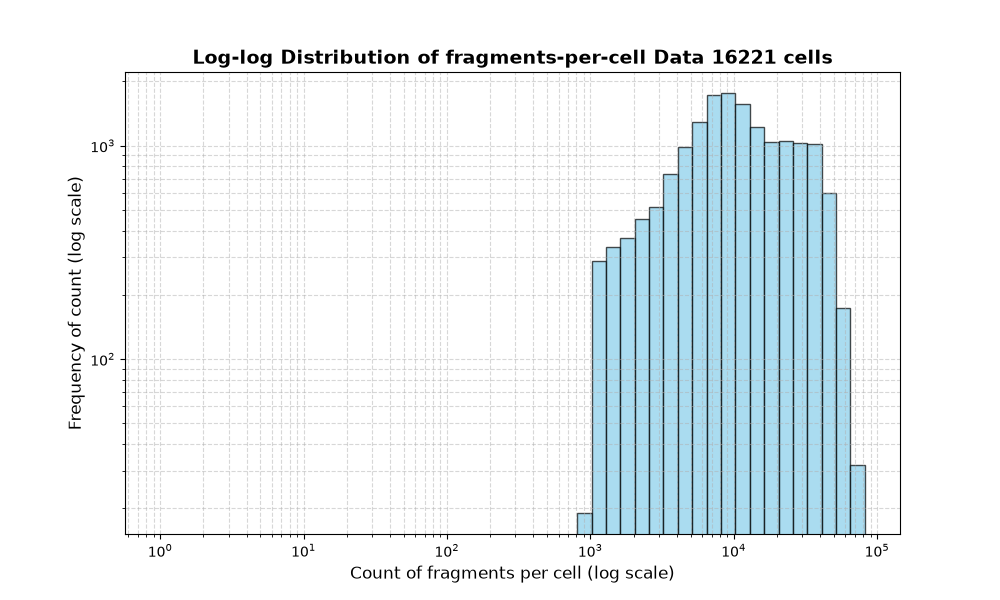 Log-log Distribution of fragments-per-cell Data 16221 cells
Frequency of count (log scale)
10³
10²
10⁰ 10¹ 10² 10³ 10⁴ 10⁵
Count of fragments per cell (log scale)